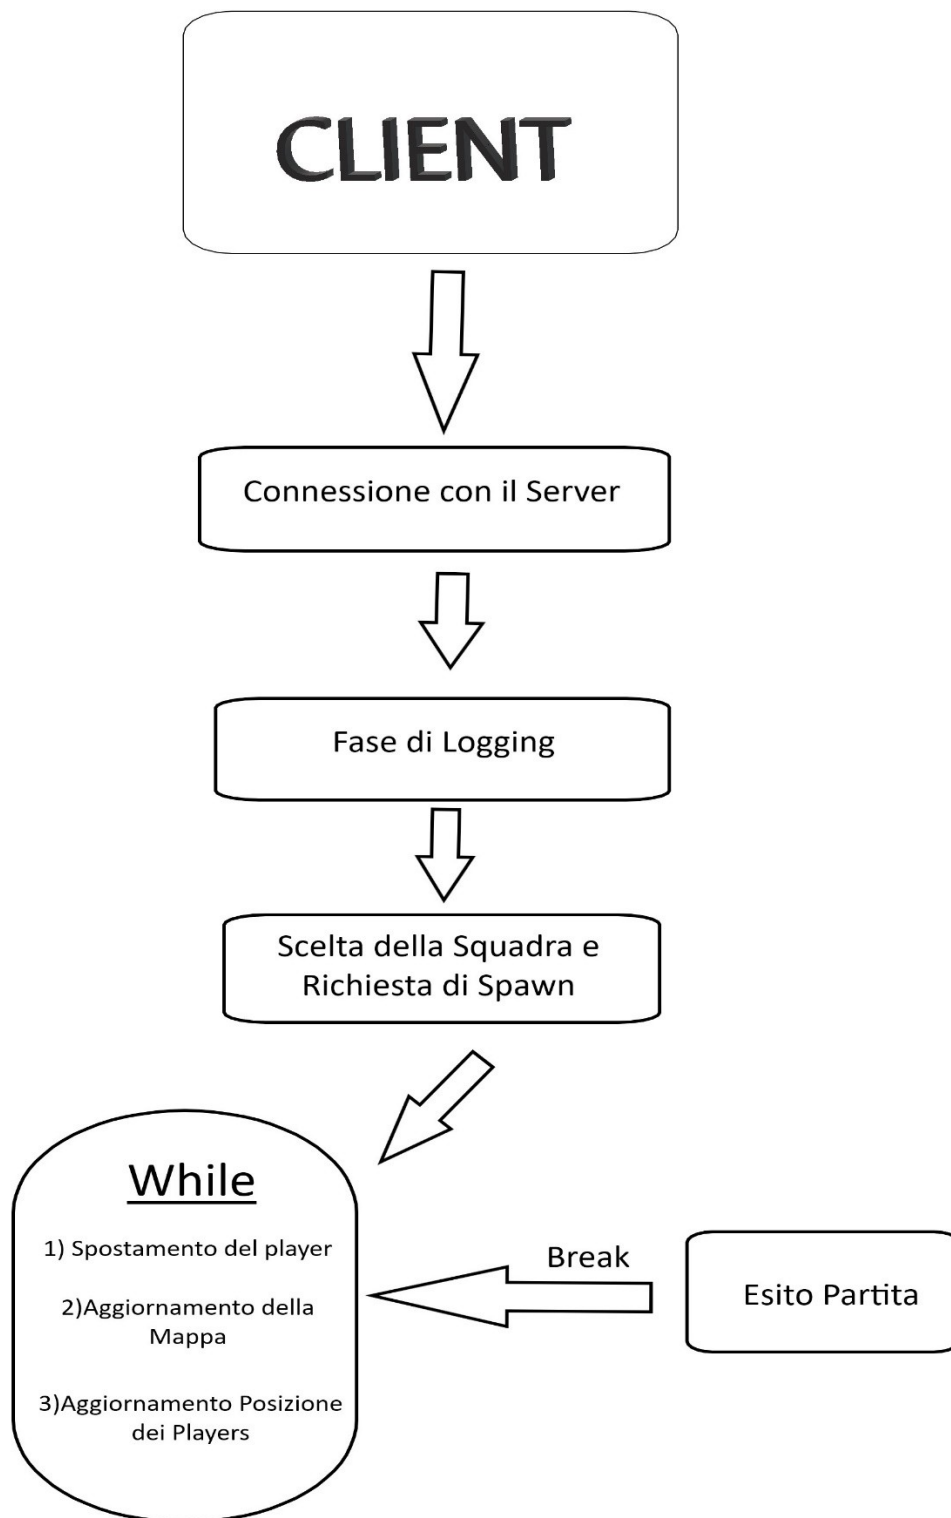 CLIENT
Connessione con il Server
Fase di Logging
Scelta della Squadra e
Richiesta di Spawn
While
1) Spostamento del player
2)Aggiornamento della
Mappa
3)Aggiornamento Posizione
dei Players
Break
Esito Partita